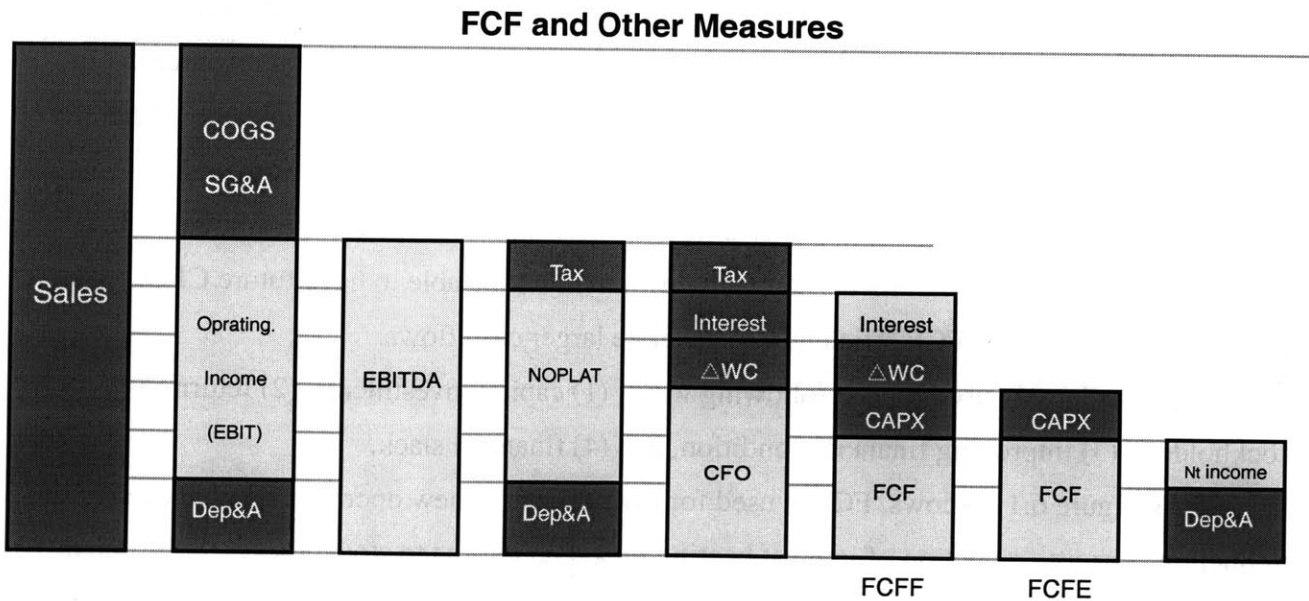 FCF and Other Measures
Sales
COGS
SG&A
Oprating.
Income
(EBIT)
Dep&A
EBITDA
Tax
NOPLAT
Dep&A
Tax
Interest
△WC
CFO
Interest
△WC
CAPX
FCF
FCFF
CAPX
FCF
FCFE
Nt income
Dep&A